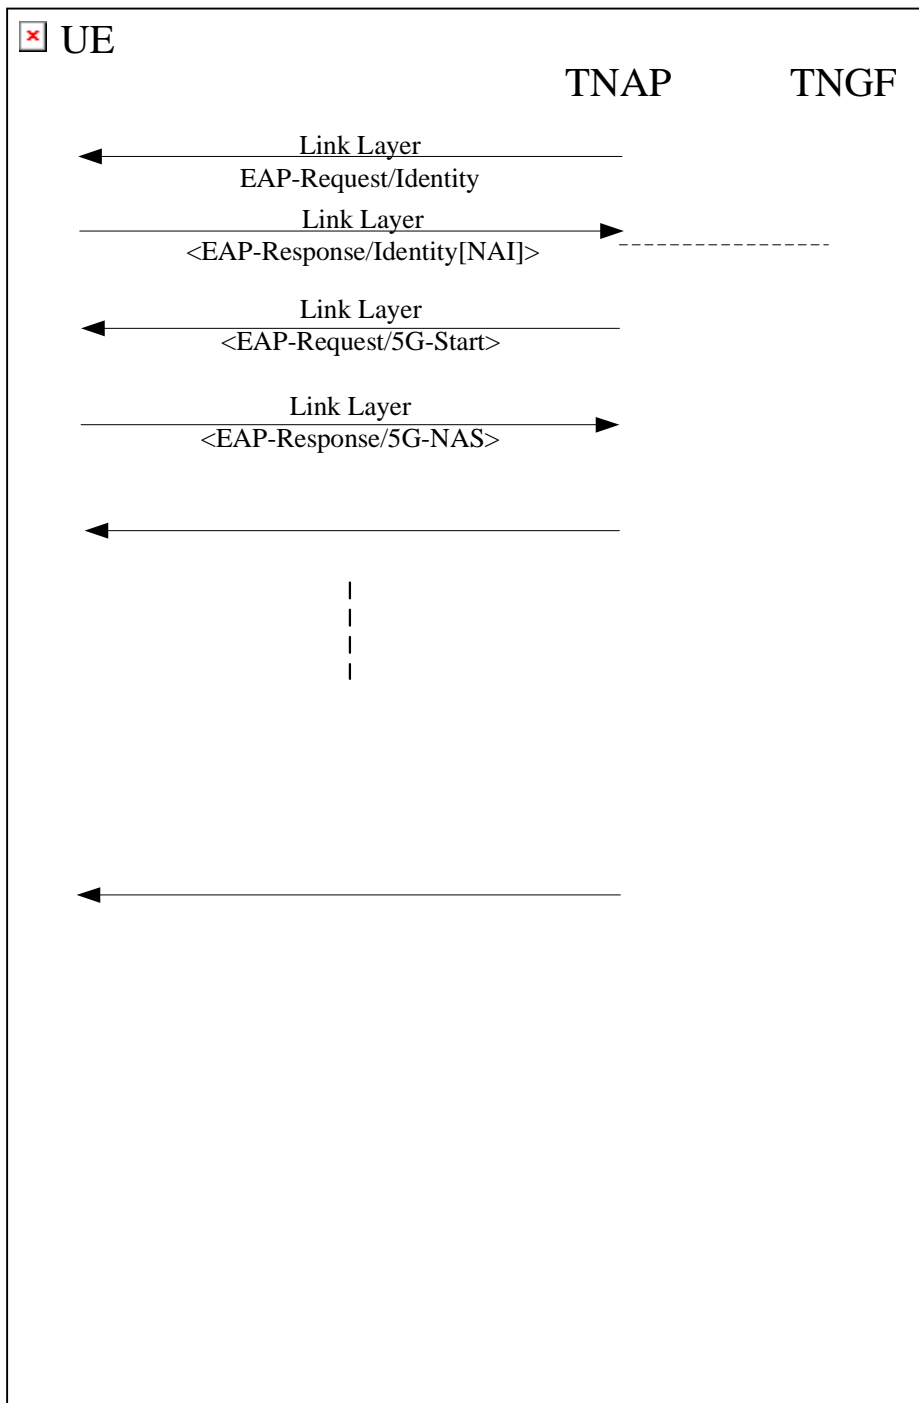 UE
TNAP TNGF
Link Layer
EAP-Request/Identity
Link Layer
<EAP-Response/Identity[NAI]>
Link Layer
<EAP-Request/5G-Start>
Link Layer
<EAP-Response/5G-NAS>